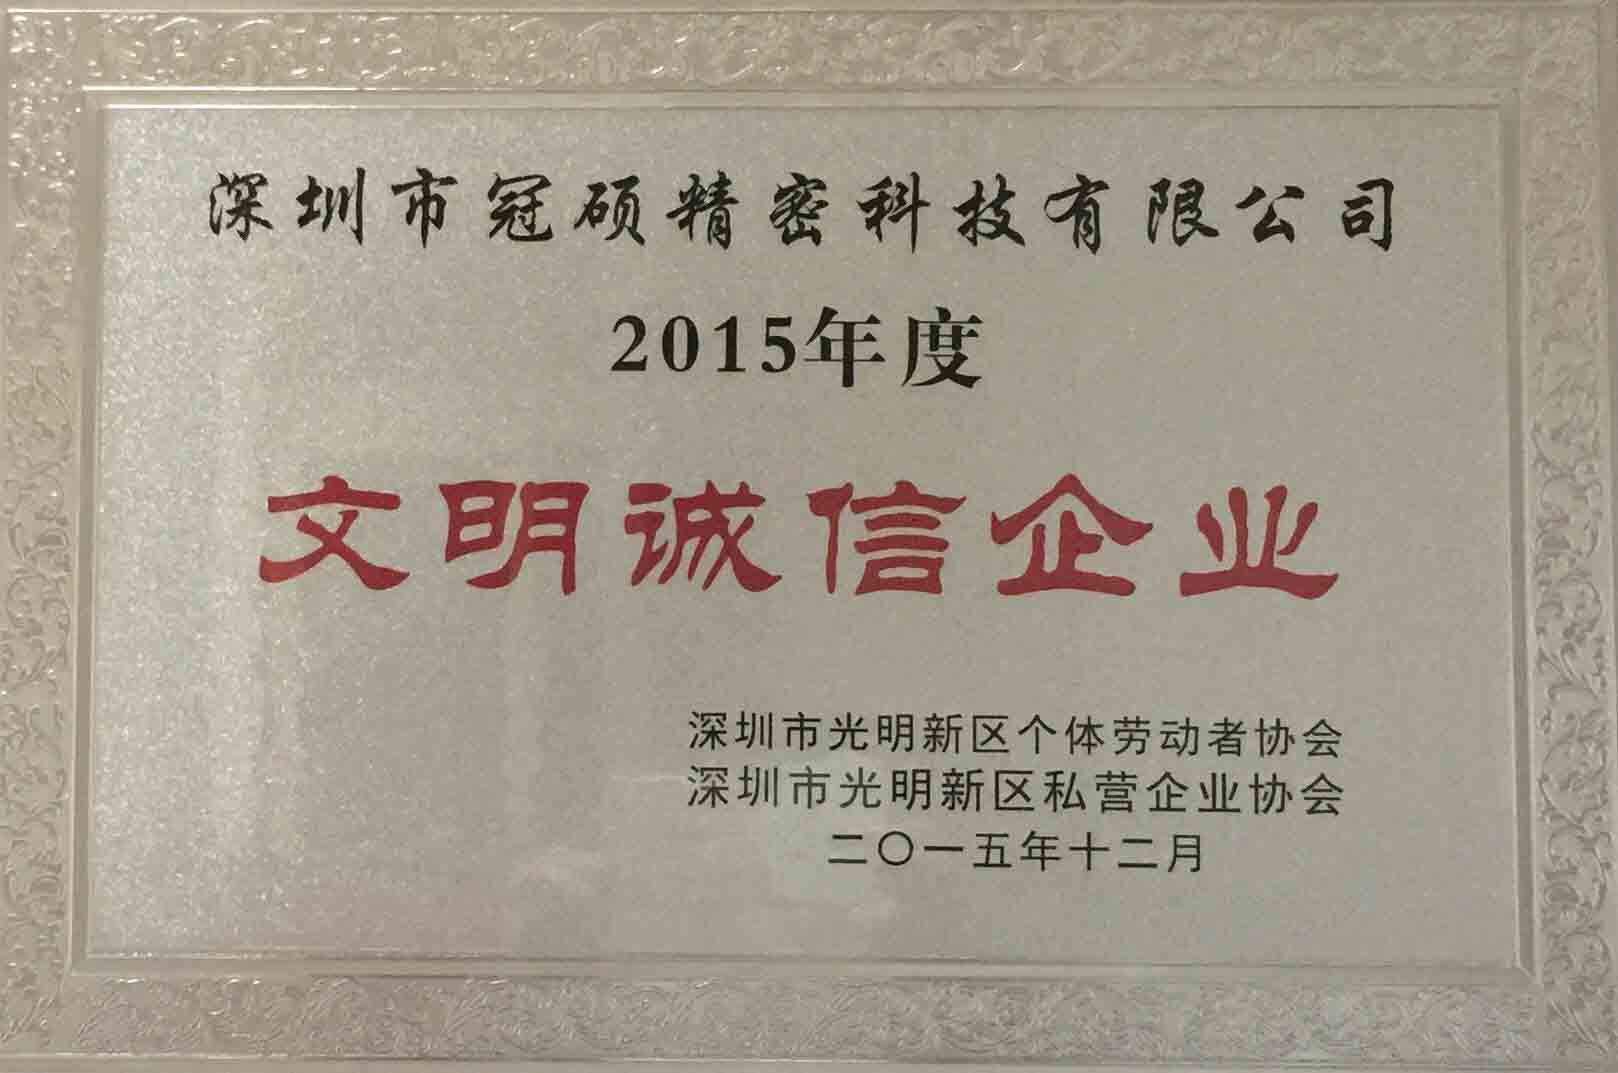 深圳市冠硕精密科技有限公司
2015年度
文明诚信企业
深圳市光明新区个体劳动者协会
深圳市光明新区私营企业协会
二〇一五年十二月